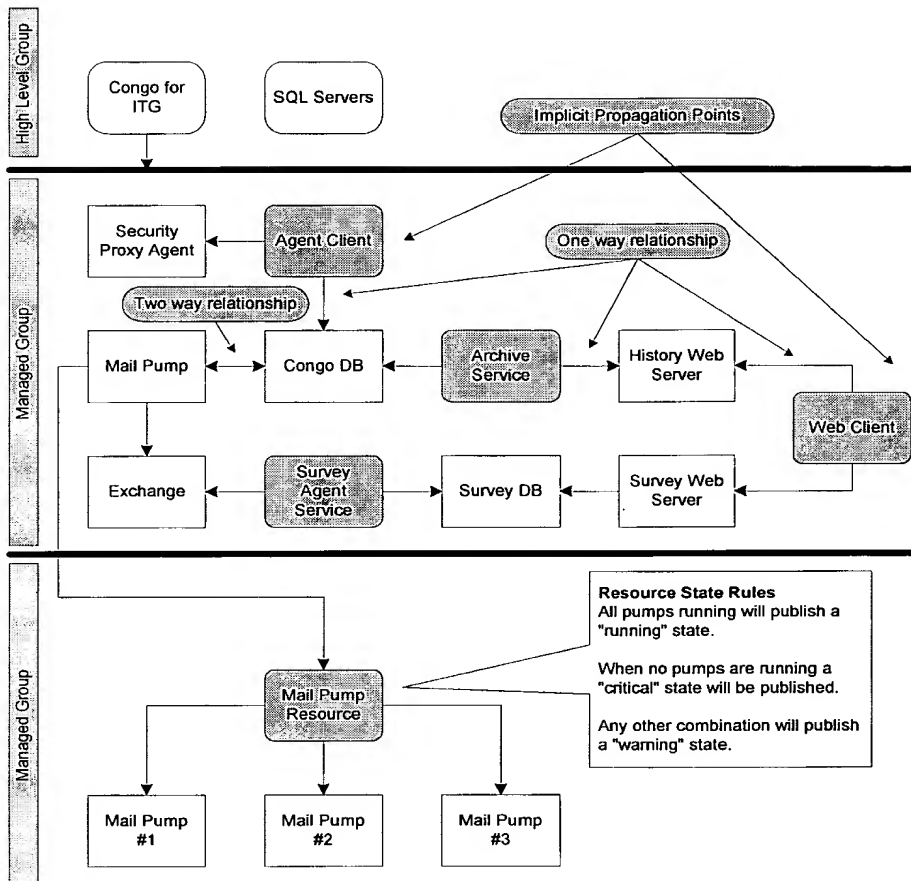 High Level Group
Congo for
ITG
SQL Servers
Implicit Propagation Points
Managed Group
Security
Proxy Agent
Agent Client
One way relationship
Two way relationship
Mail Pump
Congo DB
Archive
Service
History Web
Server
Web Client
Exchange
Survey
Agent
Service
Survey DB
Survey Web
Server
Managed Group
Resource State Rules
All pumps running will publish a
"running" state.
When no pumps are running a
"critical" state will be published.
Any other combination will publish
a "warning" state.
Mail Pump
Resource
Mail Pump
#1
Mail Pump
#2
Mail Pump
#3